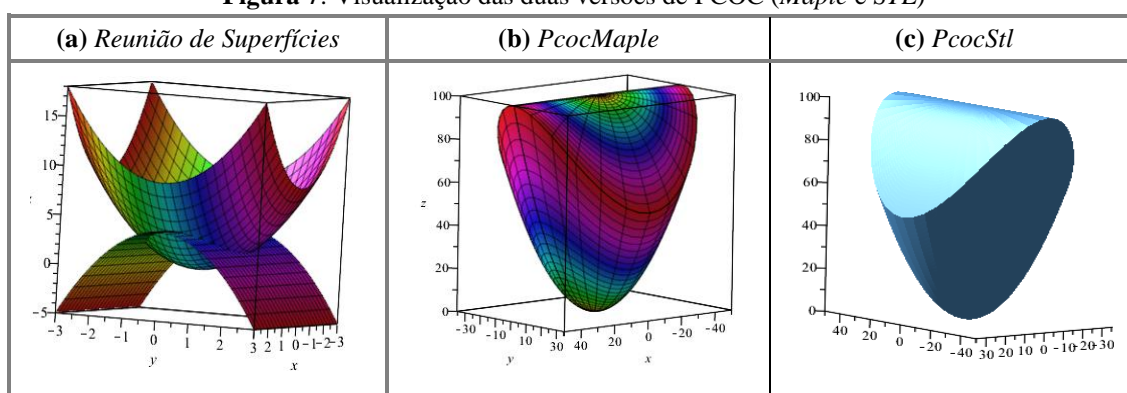 Figura 7: Visualização das duas versões de PCOC (Maple e STL)
(a) Reunião de Superfícies
(b) PcocMaple
(c) PcocStl
15
10
5
0
-5
-3 -2 -1 0 1 2 3 2 1 0 -1 -2 -3
y x
100
80
60
40
20
0
z
-30 -10 10 30 40 20 0 -20 -40
y x
100
80
60
40
20
0
40 20 0 -20 -40 30 20 10 0 -10 -20 -30